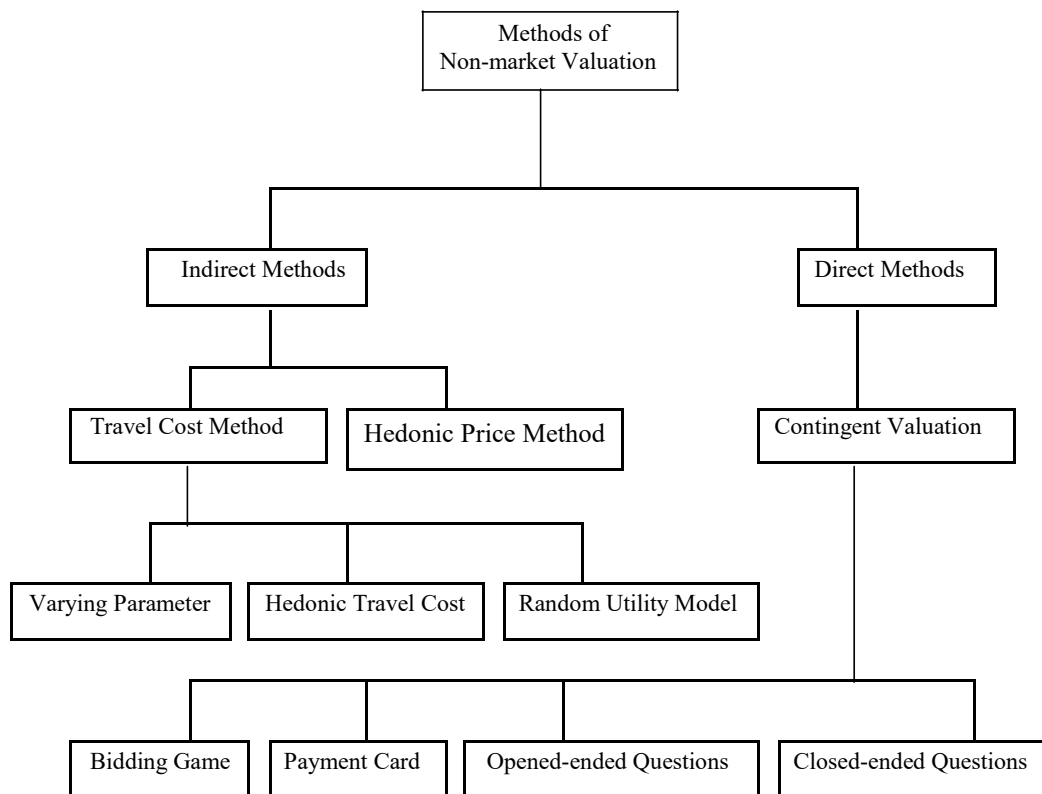 Methods of
Non-market Valuation
Indirect Methods
Direct Methods
Travel Cost Method
Hedonic Price Method
Contingent Valuation
Varying Parameter
Hedonic Travel Cost
Random Utility Model
Bidding Game
Payment Card
Opened-ended Questions
Closed-ended Questions